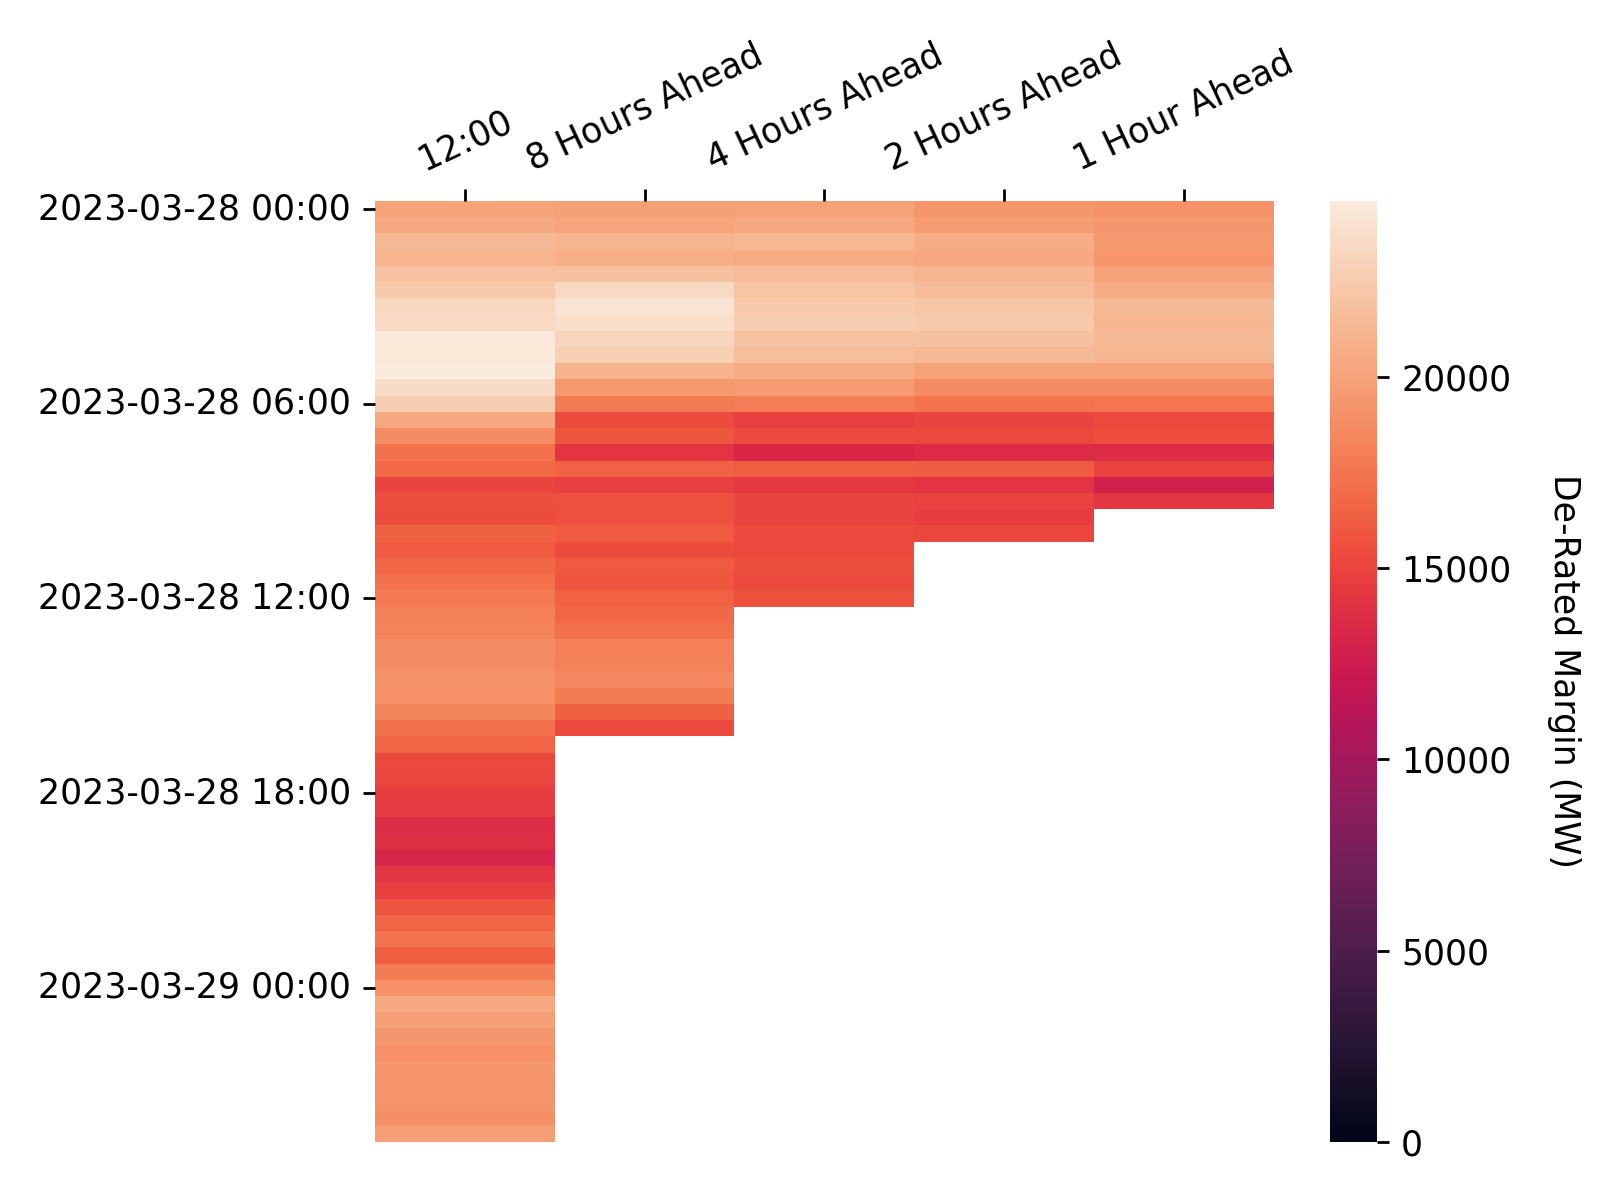 12:00
8 Hours Ahead
4 Hours Ahead
2 Hours Ahead
1 Hour Ahead
2023-03-28 00:00
2023-03-28 06:00
2023-03-28 12:00
2023-03-28 18:00
2023-03-29 00:00
20000
15000
10000
5000
0
De-Rated Margin (MW)